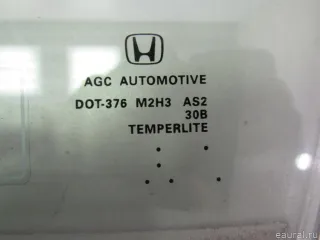 AGC AUTOMOTIVE
DOT-376 M2H3 AS2
30B
TEMPERLITE
© eaural.ru